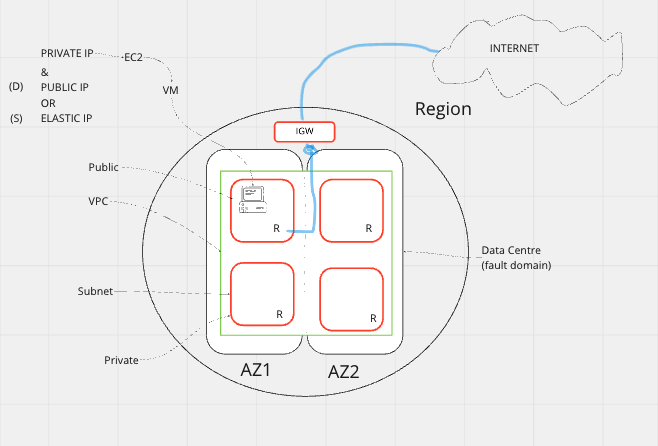 PRIVATE IP
EC2
&
(D) PUBLIC IP
OR
(S) ELASTIC IP
VM
INTERNET
Region
IGW
Public
VPC
R
R
Data Centre
(fault domain)
Subnet
R
R
Private
AZ1
AZ2